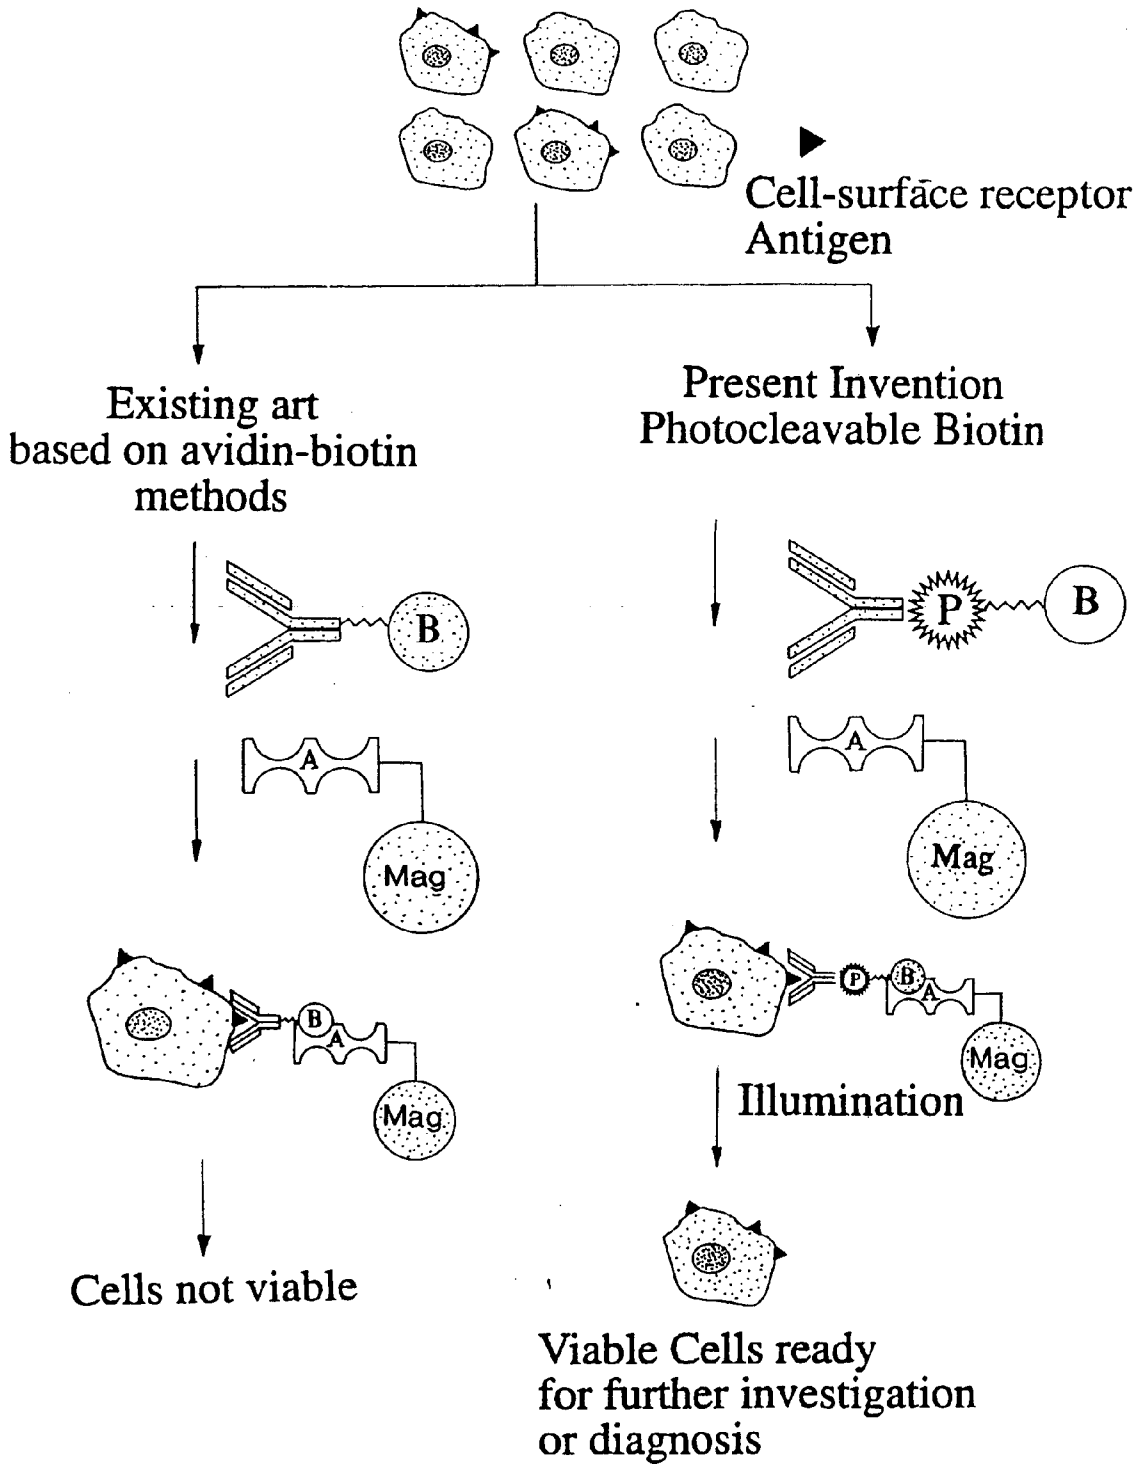 Cell-surface receptor
Antigen
Existing art
based on avidin-biotin
methods
Present Invention
Photocleavable Biotin
B
P
B
A
Mag
A
Mag
B
A
Mag
P
B
A
Mag
Illumination
Cells not viable
Viable Cells ready
for further investigation
or diagnosis